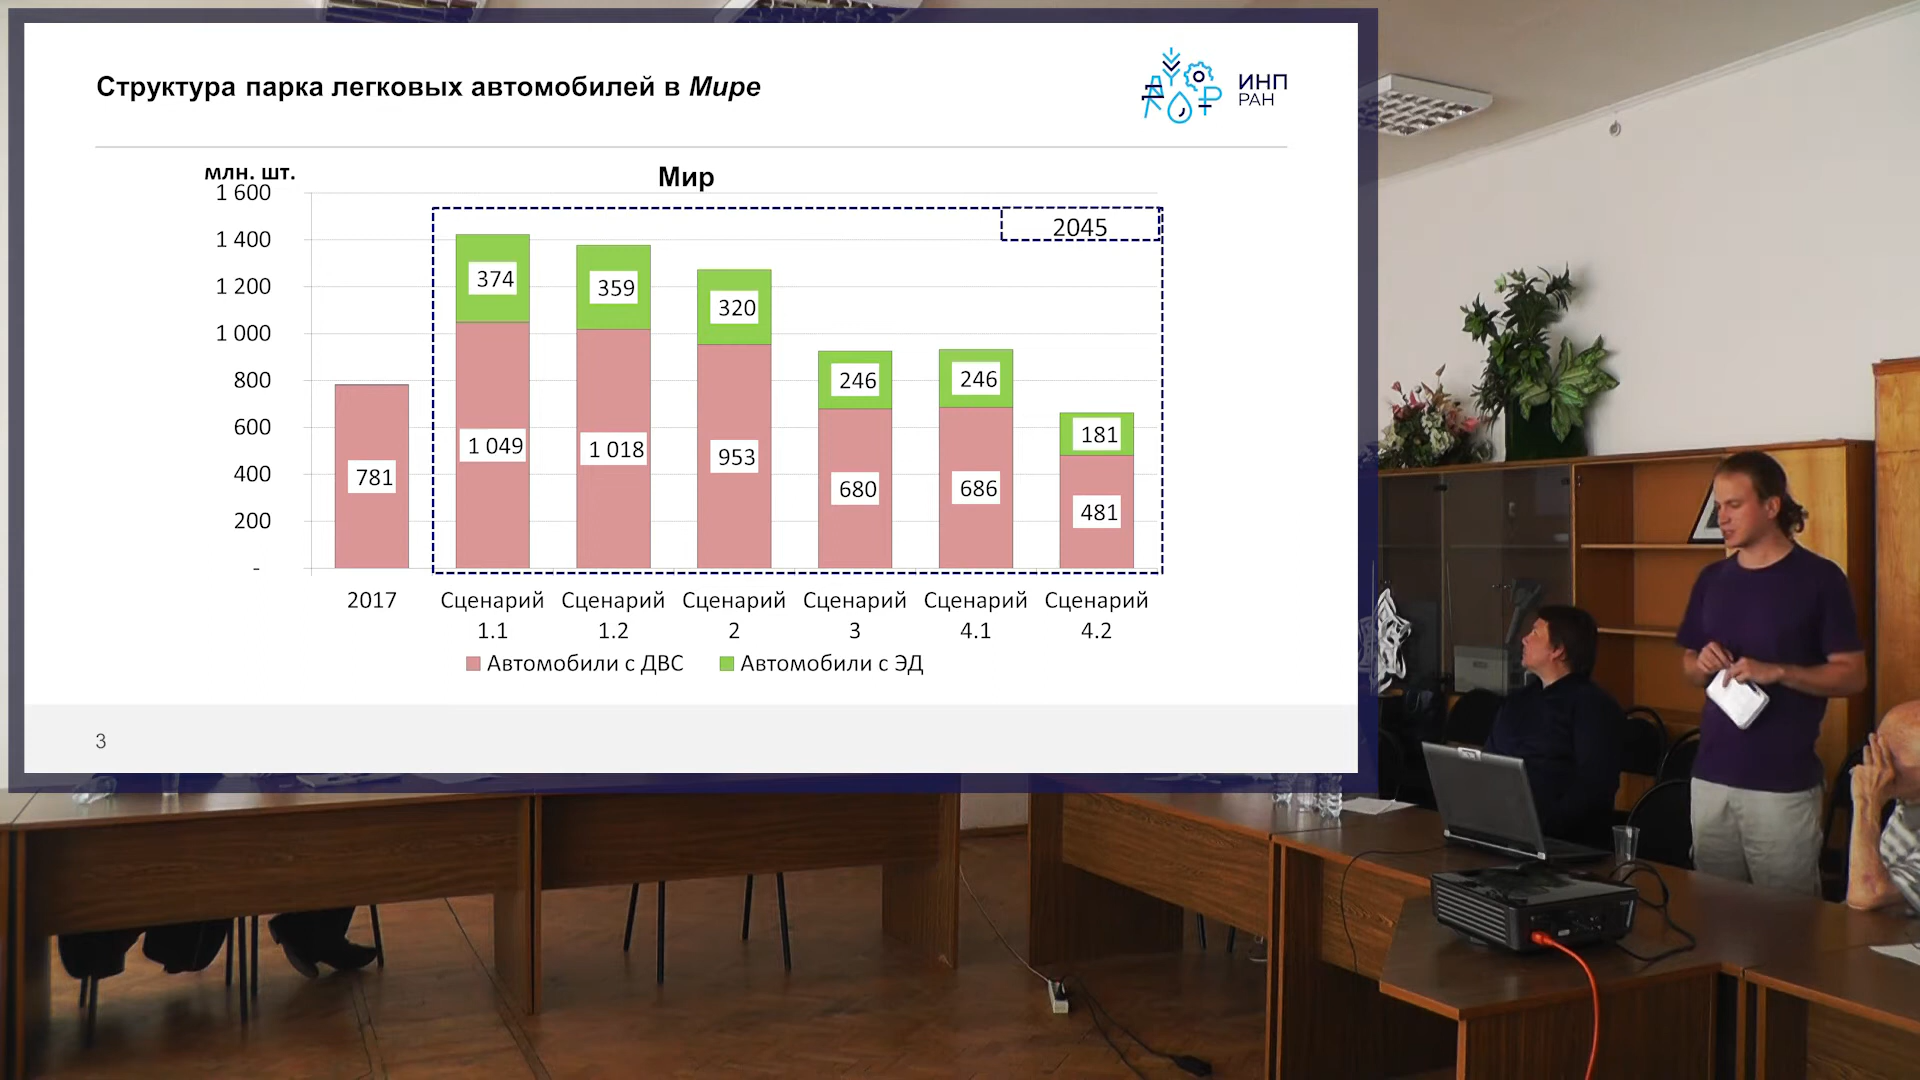 Структура парка легковых автомобилей в Мире
ИНП
РАН
млн. шт.
Мир
1 600
1 400
1 200
1 000
800
600
400
200
-
2045
374
359
320
246
246
181
781
1 049
1 018
953
680
686
481
2017
Сценарий 1.1
Сценарий 1.2
Сценарий 2
Сценарий 3
Сценарий 4.1
Сценарий 4.2
Автомобили с ДВС
Автомобили с ЭД
3